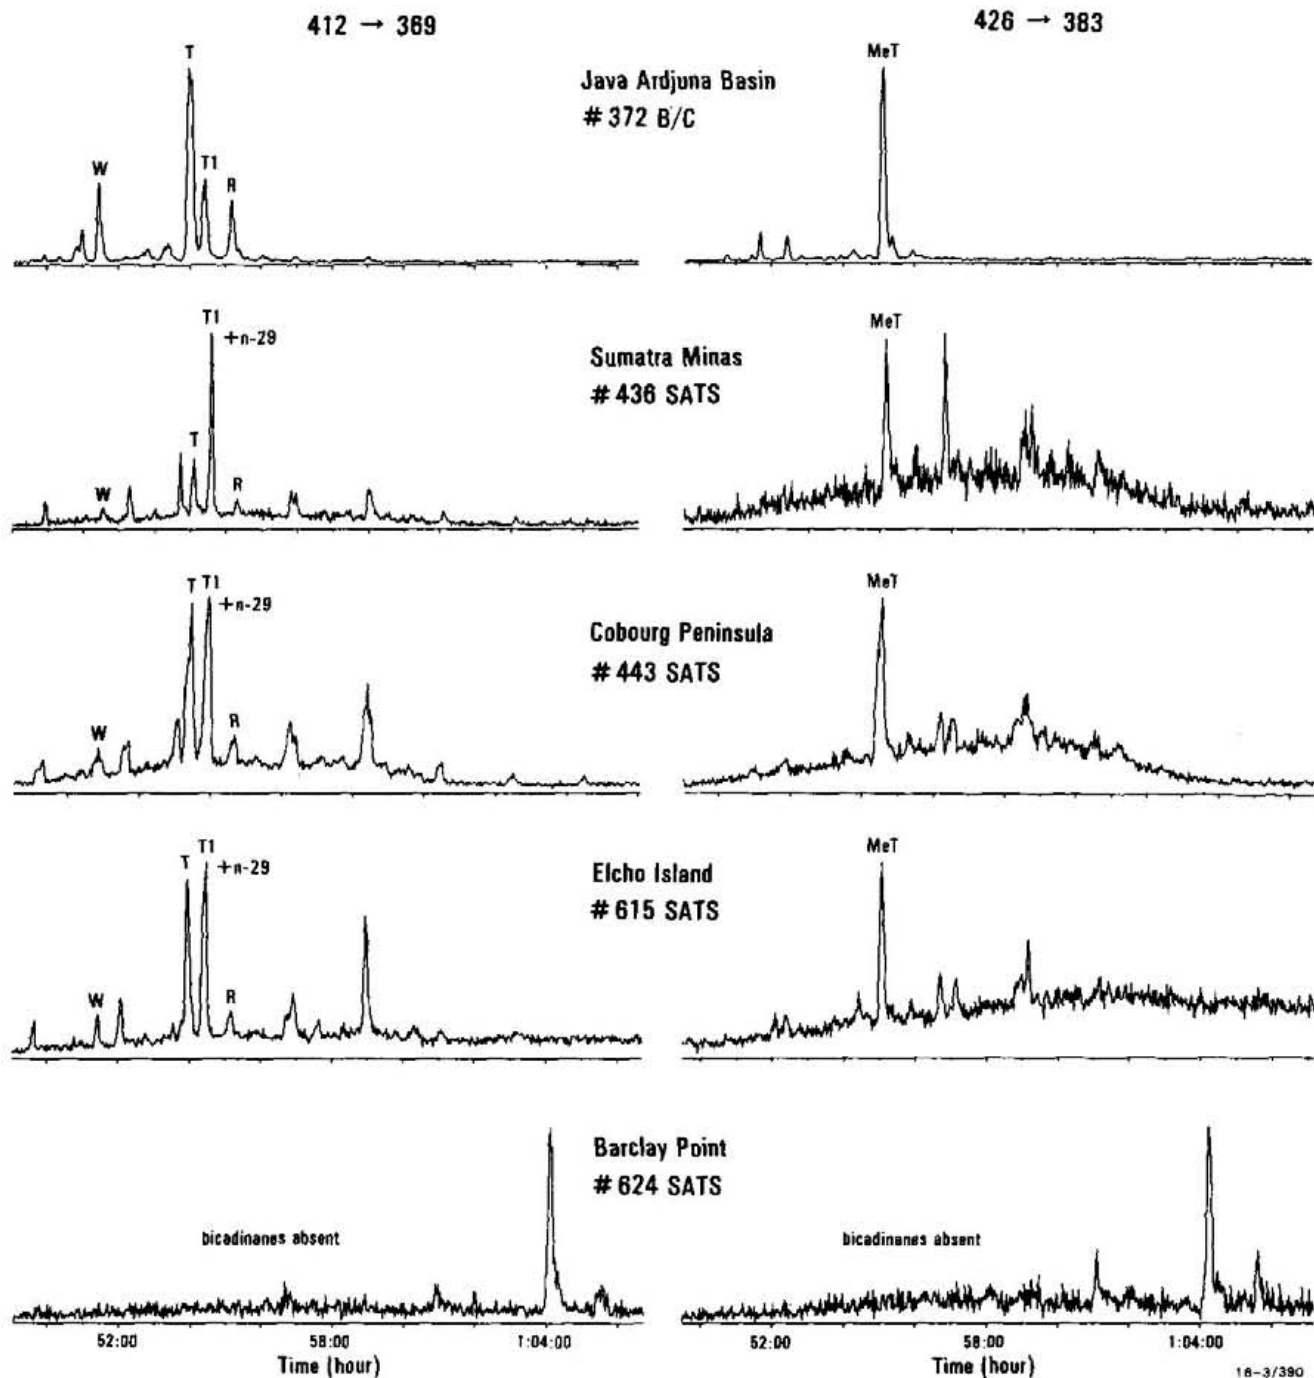 412 → 369
426 → 383
T
W
T1
R
Java Ardjuna Basin
# 372 B/C
MeT
T1
+n-29
W
T
R
Sumatra Minas
# 436 SATS
MeT
T T1
+n-29
W
R
Cobourg Peninsula
# 443 SATS
MeT
T T1
+n-29
W
R
Elcho Island
# 615 SATS
MeT
Barclay Point
# 624 SATS
bicadinanes absent
bicadinanes absent
52:00 58:00 1:04:00
Time (hour)
52:00 58:00 1:04:00
Time (hour)
16-3/390